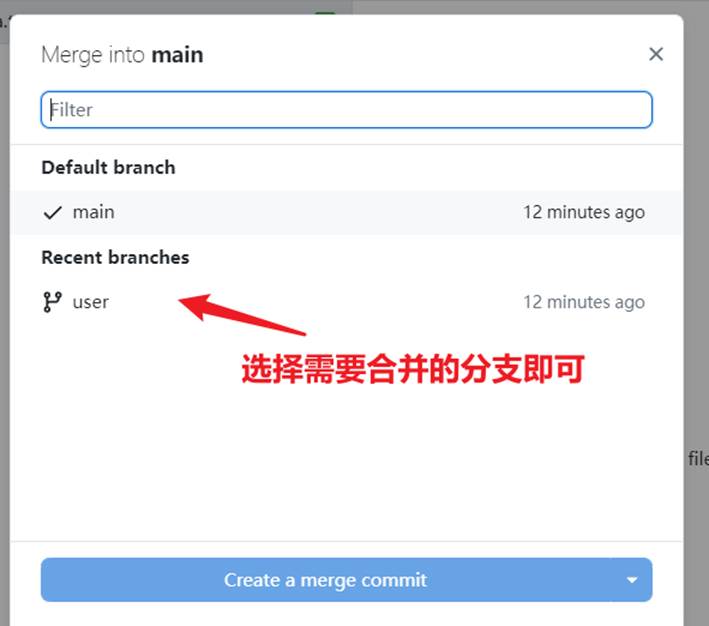 Merge into main
Filter
Default branch
main 12 minutes ago
Recent branches
user 12 minutes ago
选择需要合并的分支即可
file
Create a merge commit